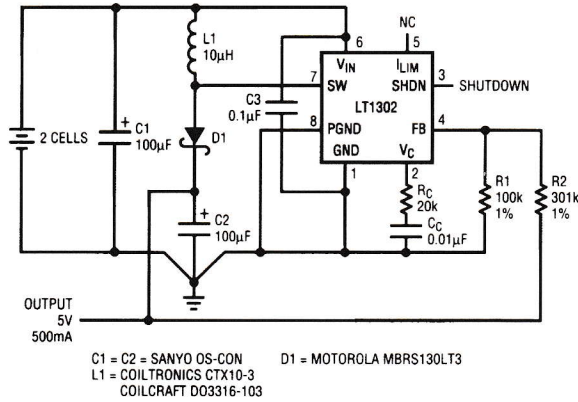 NC
L1
10µH
6
5
VIN
ILIM
7
SW
SHDN
3
SHUTDOWN
C3
0.1µF
LT1302
2 CELLS
+
C1
100µF
D1
8
PGND
FB
4
GND
VC
1
2
RC
20k
R1
100k
1%
R2
301k
1%
+
C2
100µF
CC
0.01µF
OUTPUT
5V
500mA
C1 = C2 = SANYO OS-CON
D1 = MOTOROLA MBRS130LT3
L1 = COILTRONICS CTX10-3
COILCRAFT DO3316-103